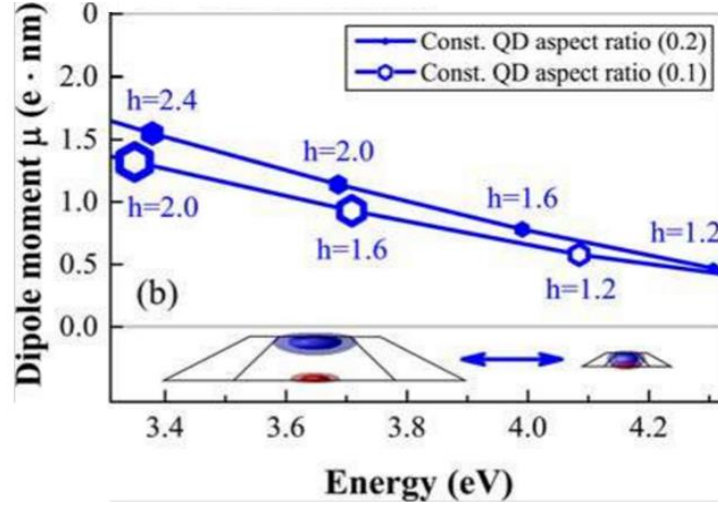 0
2.0
1.5
1.0
0.5
0.0
Dipole moment μ (e · nm)
Const. QD aspect ratio (0.2)
Const. QD aspect ratio (0.1)
h=2.4
h=2.0
h=1.6
h=1.2
h=2.0
h=1.6
h=1.2
(b)
3.4 3.6 3.8 4.0 4.2
Energy (eV)